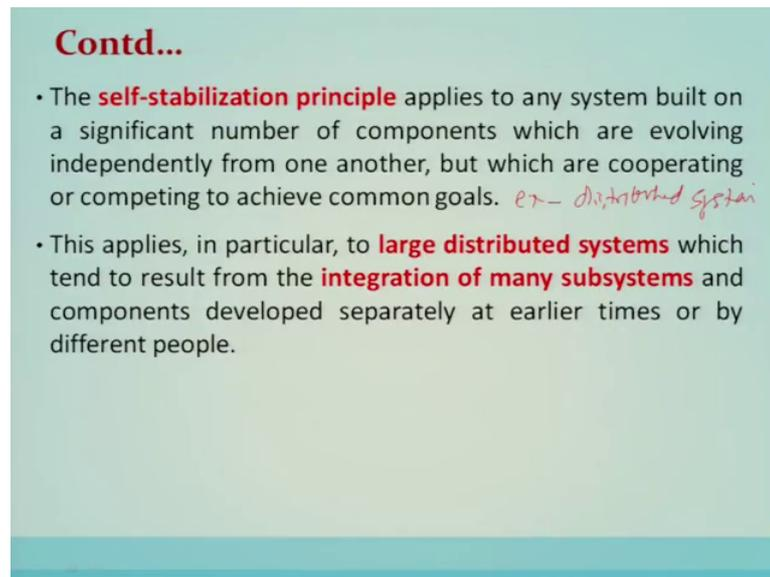 Contd...
• The self-stabilization principle applies to any system built on
a significant number of components which are evolving
independently from one another, but which are cooperating
or competing to achieve common goals. ex- distributed system
• This applies, in particular, to large distributed systems which
tend to result from the integration of many subsystems and
components developed separately at earlier times or by
different people.